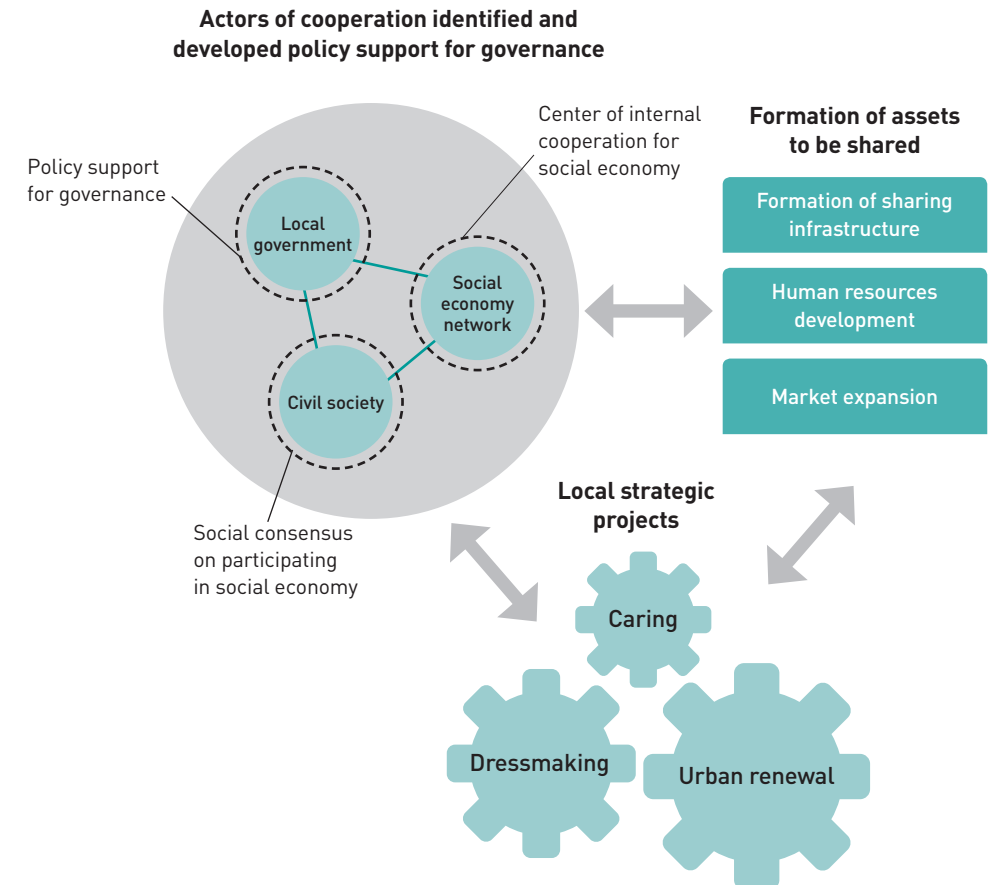 Actors of cooperation identified and
developed policy support for governance
Center of internal
cooperation for
social economy
Policy support
for governance
Local
government
Social
economy
network
Civil society
Social consensus
on participating
in social economy
Formation of assets
to be shared
Formation of sharing
infrastructure
Human resources
development
Market expansion
Local strategic
projects
Caring
Dressmaking
Urban renewal